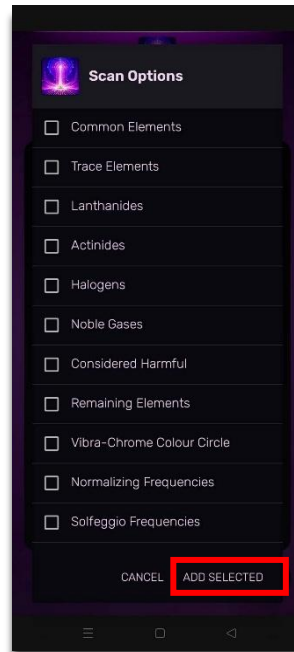 Scan Options
Common Elements
Trace Elements
Lanthanides
Actinides
Halogens
Noble Gases
Considered Harmful
Remaining Elements
Vibra-Chrome Colour Circle
Normalizing Frequencies
Solfeggio Frequencies
CANCEL ADD SELECTED